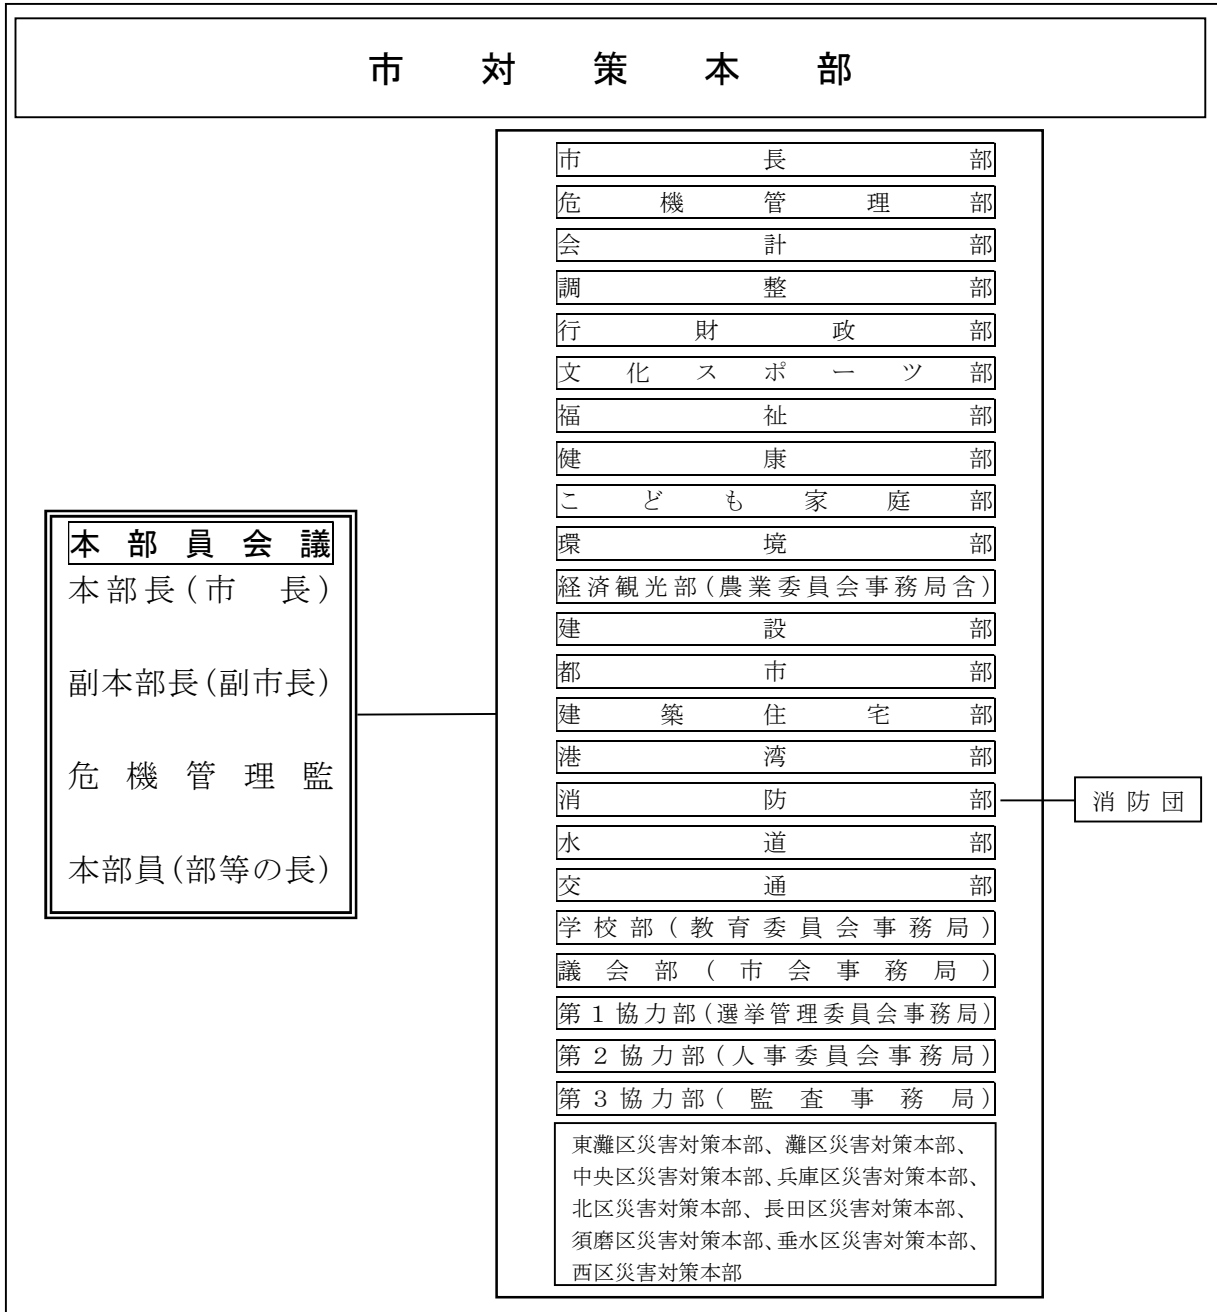 市対策本部
本部員会議
本部長(市　長)
副本部長(副市長)
危機管理監
本部員(部等の長)
市長部
危機管理部
会計部
調整部
行財政部
文化スポーツ部
福祉部
健康部
こども家庭部
環境部
経済観光部(農業委員会事務局含)
建設部
都市部
建築住宅部
港湾部
消防部
消防団
水道部
交通部
学校部(教育委員会事務局)
議会部(市会事務局)
第1協力部(選挙管理委員会事務局)
第2協力部(人事委員会事務局)
第3協力部(監査事務局)
東灘区災害対策本部、灘区災害対策本部、
中央区災害対策本部、兵庫区災害対策本部、
北区災害対策本部、長田区災害対策本部、
須磨区災害対策本部、垂水区災害対策本部、
西区災害対策本部